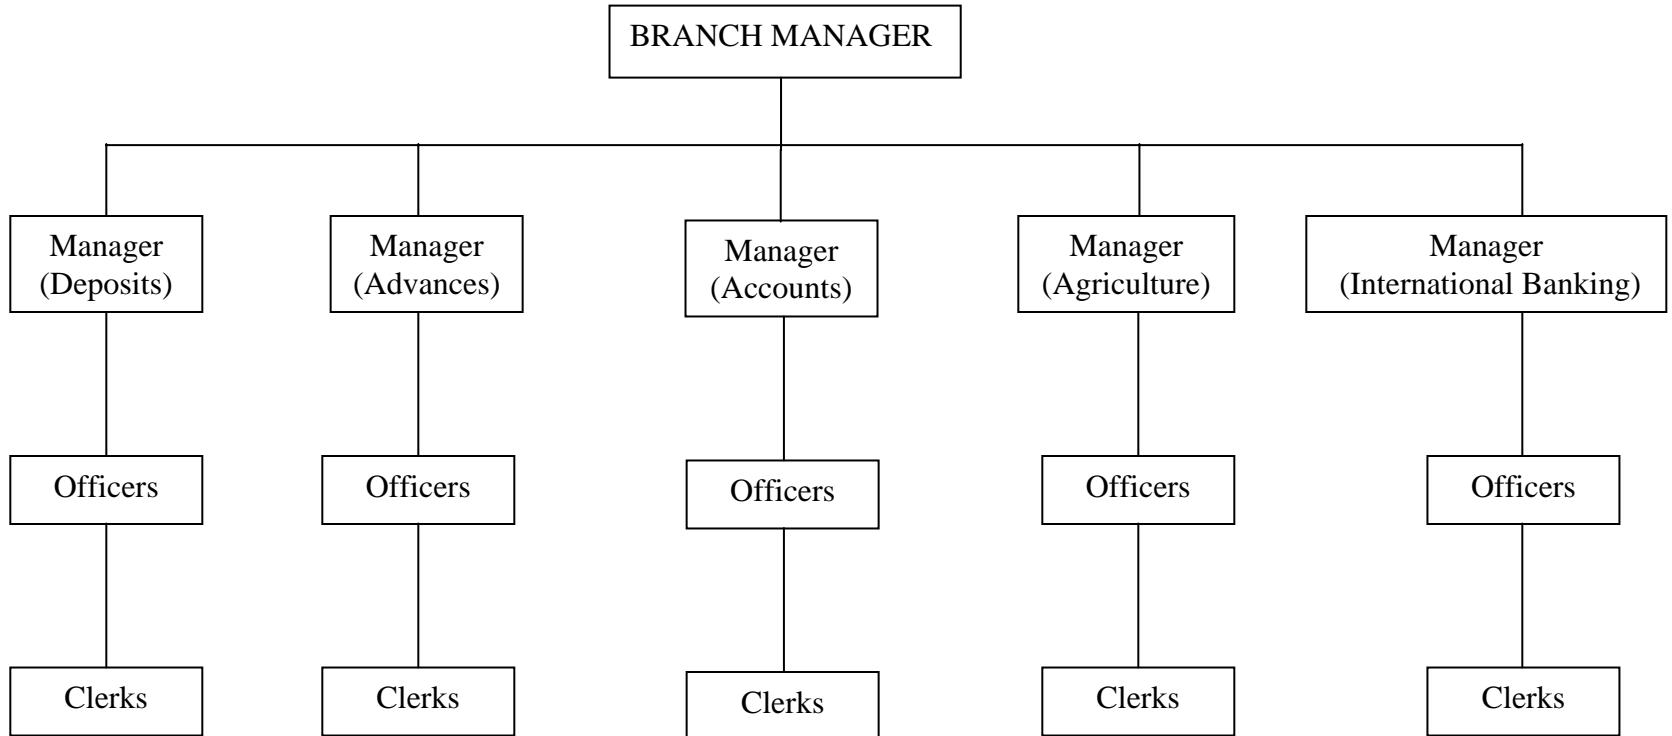 BRANCH MANAGER
Manager
(Deposits)
Manager
(Advances)
Manager
(Accounts)
Manager
(Agriculture)
Manager
(International Banking)
Officers
Officers
Officers
Officers
Officers
Clerks
Clerks
Clerks
Clerks
Clerks